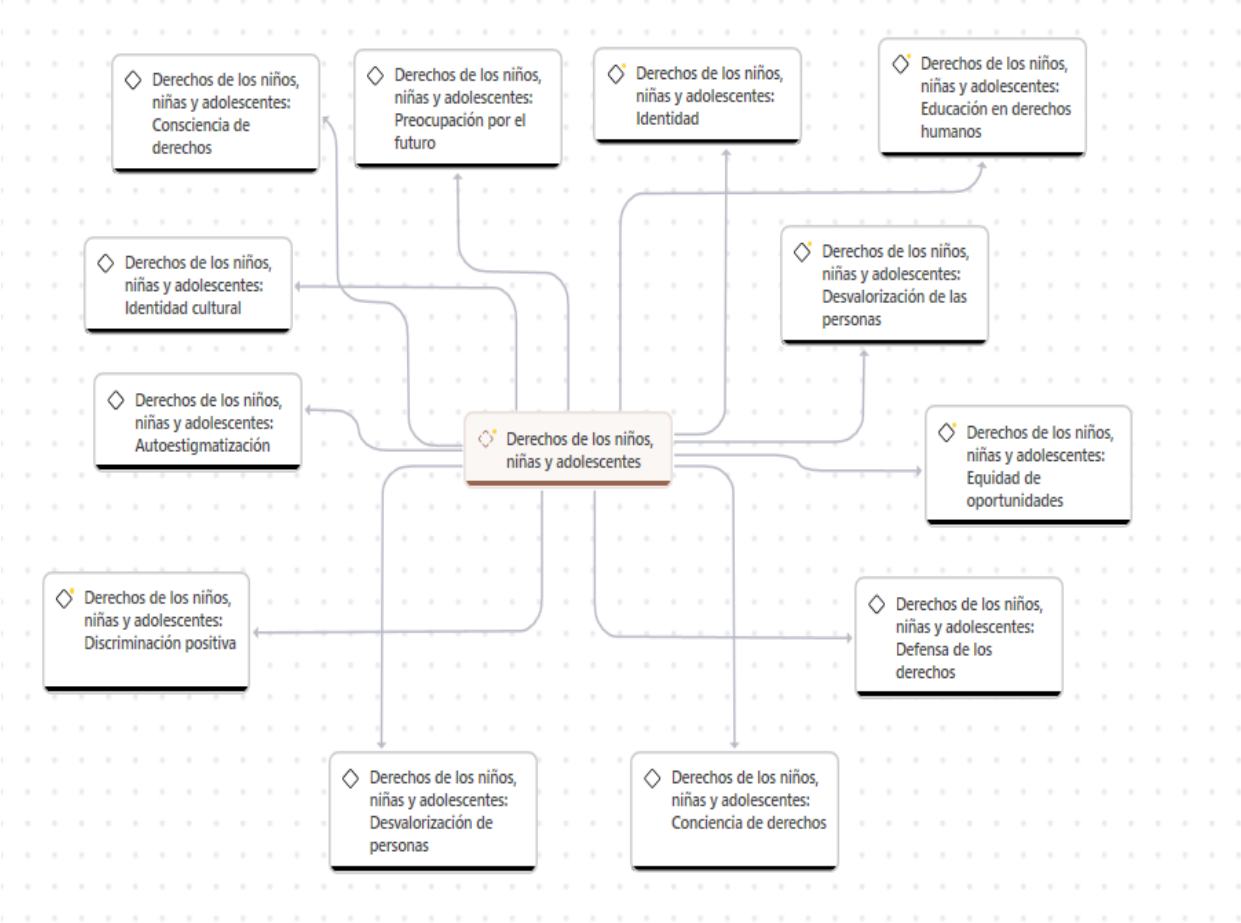 Derechos de los niños,
niñas y adolescentes:
Consciencia de
derechos
Derechos de los niños,
niñas y adolescentes:
Preocupación por el
futuro
Derechos de los niños,
niñas y adolescentes:
Identidad
Derechos de los niños,
niñas y adolescentes:
Educación en derechos
humanos
Derechos de los niños,
niñas y adolescentes:
Identidad cultural
Derechos de los niños,
niñas y adolescentes:
Desvalorización de las
personas
Derechos de los niños,
niñas y adolescentes:
Autoestigmatización
Derechos de los niños,
niñas y adolescentes
Derechos de los niños,
niñas y adolescentes:
Equidad de
oportunidades
Derechos de los niños,
niñas y adolescentes:
Discriminación positiva
Derechos de los niños,
niñas y adolescentes:
Defensa de los
derechos
Derechos de los niños,
niñas y adolescentes:
Desvalorización de
personas
Derechos de los niños,
niñas y adolescentes:
Conciencia de derechos